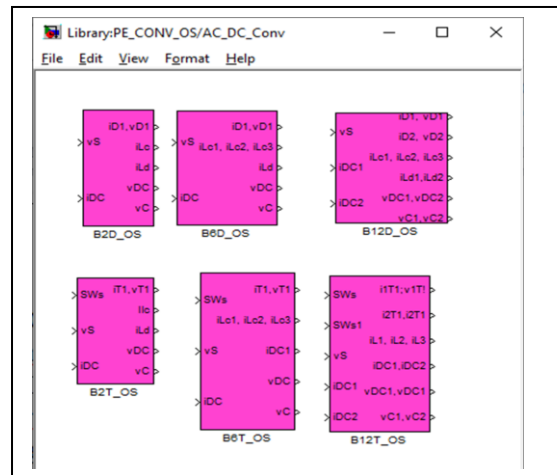 Library:PE_CONV_OS/AC_DC_Conv
File Edit View Format Help
vS
iDC
iD1,vD1
iLc
iLd
vDC
vC
B2D_OS
vS
iDC
iD1,vD1
iLc1, iLc2, iLc3
iLd
vDC
vC
B6D_OS
vS
iDC1
iDC2
iD1, vD1
iD2, vD2
iLc1, iLc2, iLc3
iLd1,iLd2
vDC1,vDC2
vC1,vC2
B12D_OS
SWs
vS
iDC
iT1,vT1
Ilc
iLd
vDC
vC
B2T_OS
SWs
vS
iDC
iT1,vT1
iLc1, iLc2, iLc3
iDC1
vDC
vC
B6T_OS
SWs
SWs1
vS
iDC1
iDC2
i1T1;v1T!
i2T1,i2T1
iL1, iL2, iL3
iDC1,iDC2
vDC1,vDC1
vC1,vC2
B12T_OS